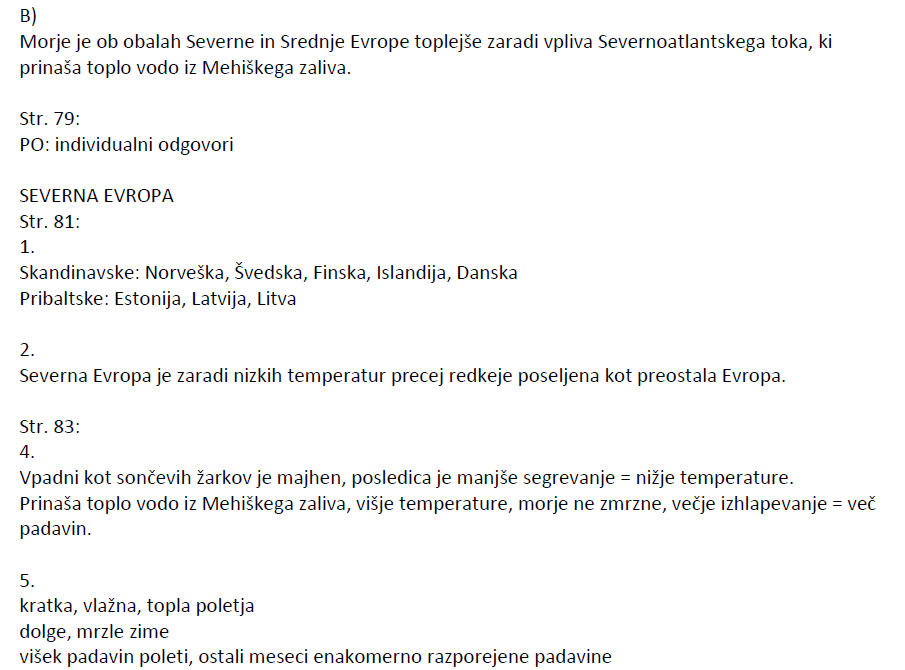 B)
Morje je ob obalah Severne in Srednje Evrope toplejše zaradi vpliva Severnoatlantskega toka, ki
prinaša toplo vodo iz Mehiškega zaliva.
Str. 79:
PO: individualni odgovori
SEVERNA EVROPA
Str. 81:
1.
Skandinavske: Norveška, Švedska, Finska, Islandija, Danska
Pribaltske: Estonija, Latvija, Litva
2.
Severna Evropa je zaradi nizkih temperatur precej redkeje poseljena kot preostala Evropa.
Str. 83:
4.
Vpadni kot sončevih žarkov je majhen, posledica je manjše segrevanje = nižje temperature.
Prinaša toplo vodo iz Mehiškega zaliva, višje temperature, morje ne zmrzne, večje izhlapevanje = več
padavin.
5.
kratka, vlažna, topla poletja
dolge, mrzle zime
višek padavin poleti, ostali meseci enakomerno razporejene padavine